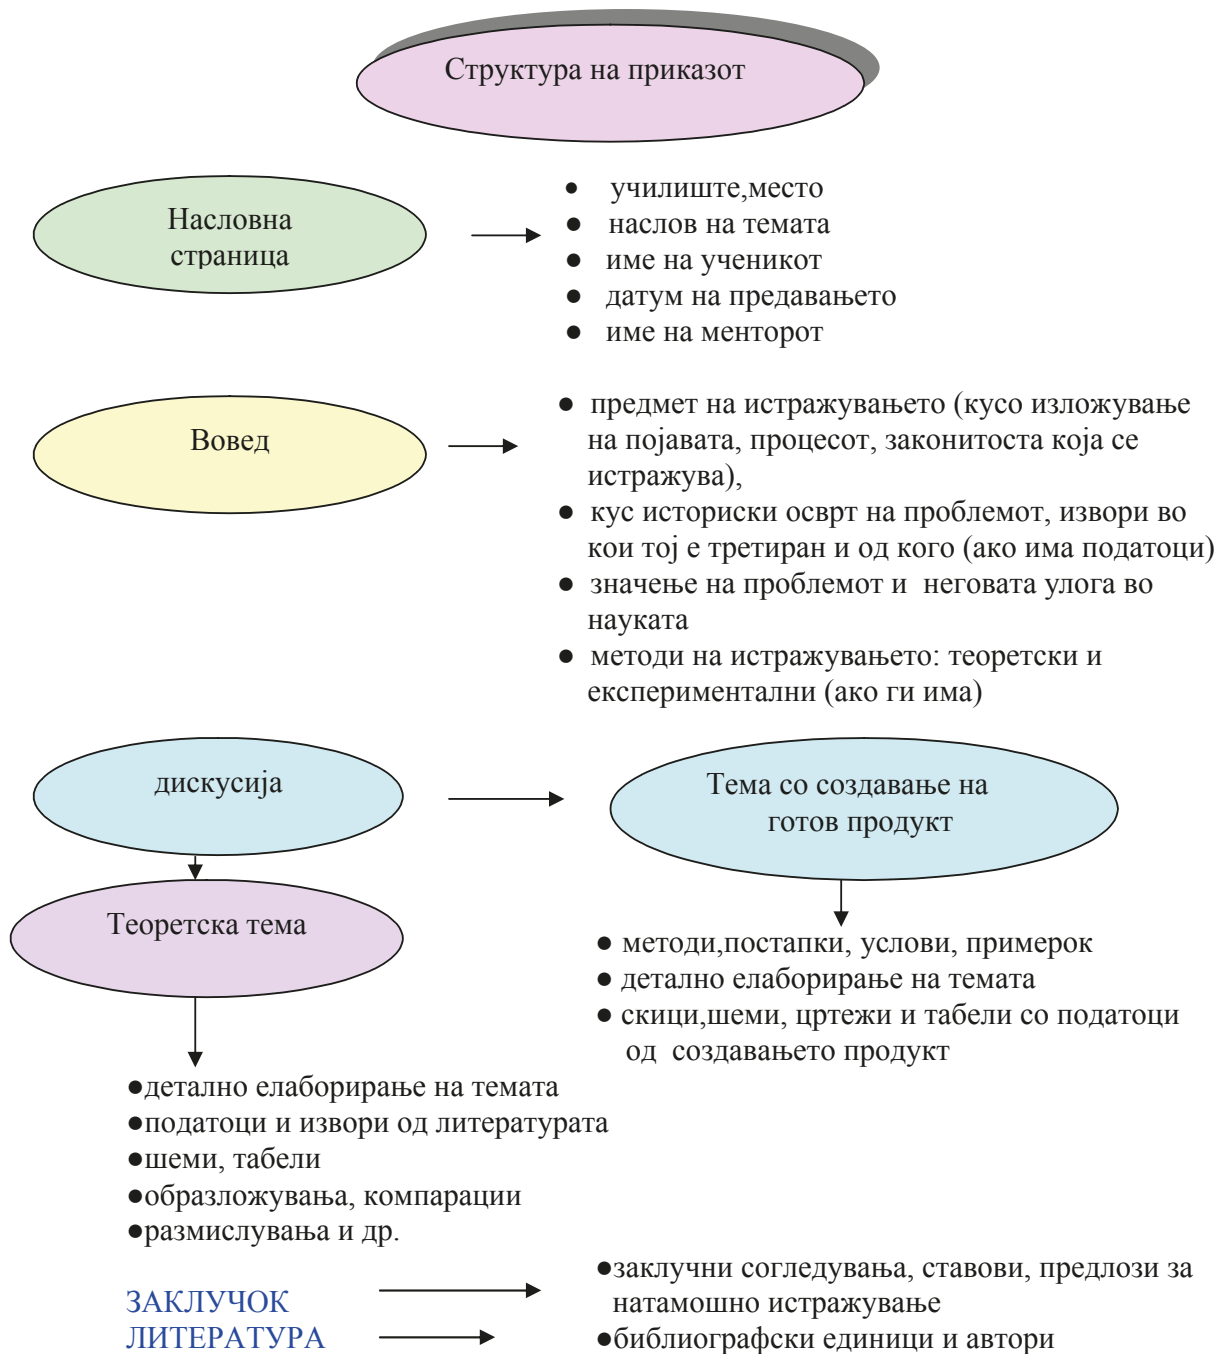 Структура на приказот
Насловна
страница
● училиште,место
● наслов на темата
● име на ученикот
● датум на предавањето
● име на менторот
Вовед
● предмет на истражувањето (кусо изложување
на појавата, процесот, законитоста која се
истражува),
● кус историски осврт на проблемот, извори во
кои тој е третиран и од кого (ако има податоци)
● значење на проблемот и неговата улога во
науката
● методи на истражувањето: теоретски и
експериментални (ако ги има)
дискусија
Тема со создавање на
готов продукт
Теоретска тема
● методи,постапки, услови, примерок
● детално елаборирање на темата
● скици,шеми, цртежи и табели со податоци
од создавањето продукт
●детално елаборирање на темата
●податоци и извори од литературата
●шеми, табели
●образложувања, компарации
●размислувања и др.
ЗАКЛУЧОК
●заклучни согледувања, ставови, предлози за
натамошно истражување
ЛИТЕРАТУРА
●библиографски единици и автори